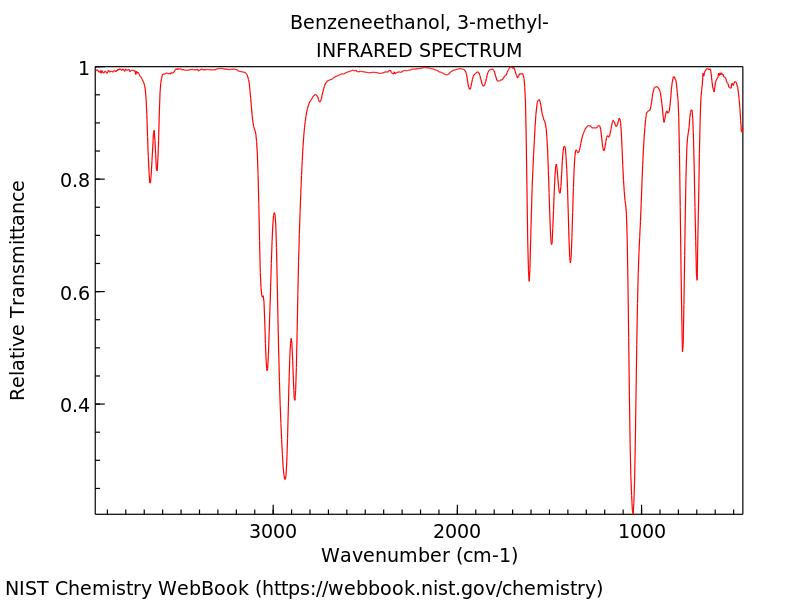 Benzeneethanol, 3-methyl-
INFRARED SPECTRUM
1
0.8
0.6
0.4
Relative Transmittance
3000 2000 1000
Wavenumber (cm-1)
NIST Chemistry WebBook (https://webbook.nist.gov/chemistry)